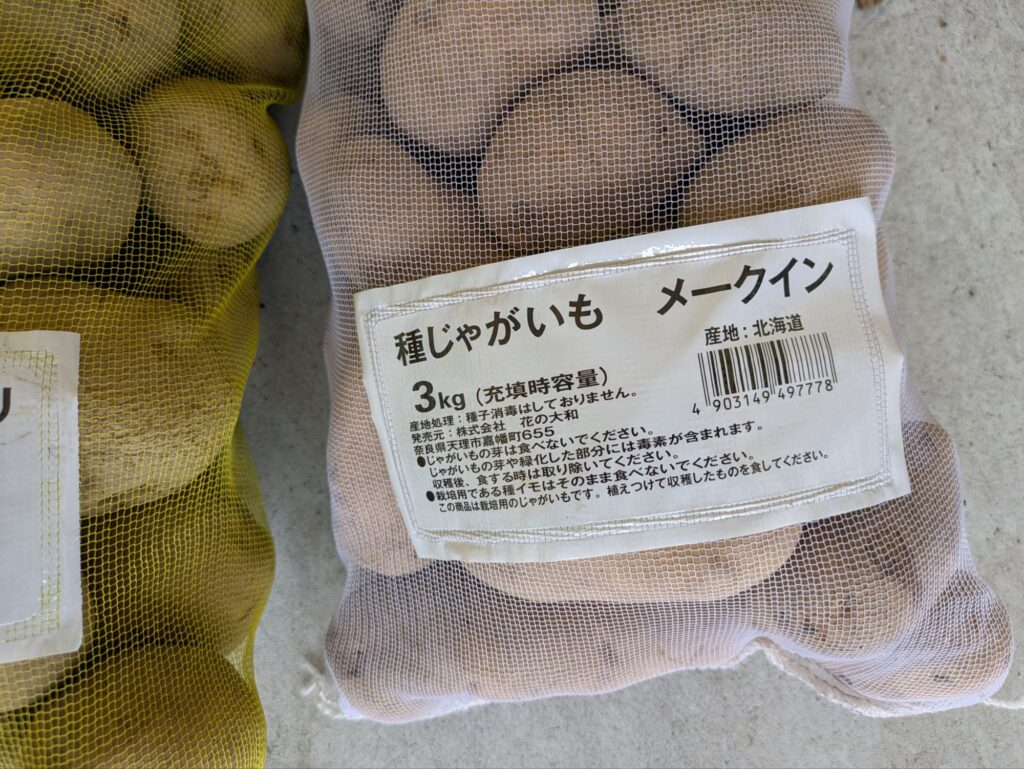 種じゃがいも メークイン
産地:北海道
3kg(充填時容量)
4 903149 497778
産地処理:種子消毒はしておりません。
発売元:株式会社 花の大和
奈良県天理市嘉幡町655
●じゃがいもの芽は食べないでください。
じゃがいもの芽や緑化した部分には毒素が含まれます。
収穫後、食する時は取り除いてください。
●栽培用である種イモはそのまま食べないでください。
この商品は栽培用のじゃがいもです。植えつけて収穫したものを食してください。